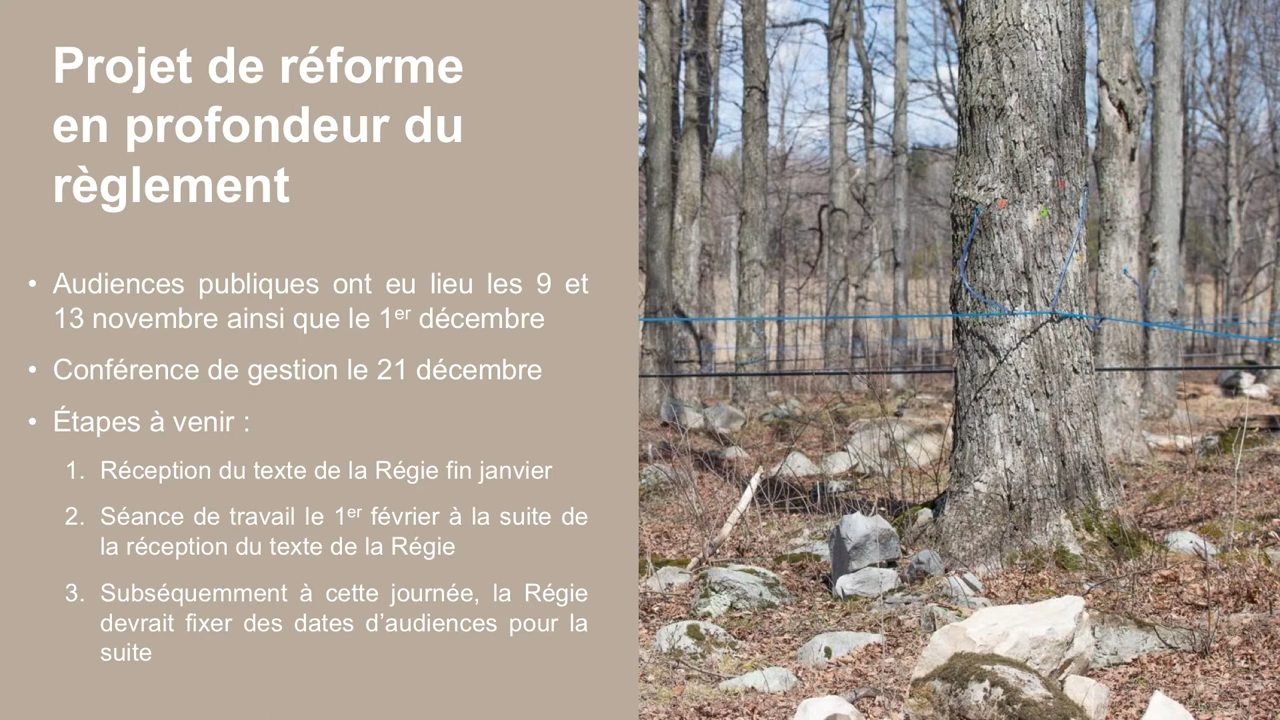 Projet de réforme
en profondeur du
règlement
• Audiences publiques ont eu lieu les 9 et
13 novembre ainsi que le 1er décembre
• Conférence de gestion le 21 décembre
• Étapes à venir :
1. Réception du texte de la Régie fin janvier
2. Séance de travail le 1er février à la suite de
la réception du texte de la Régie
3. Subséquemment à cette journée, la Régie
devrait fixer des dates d’audiences pour la
suite